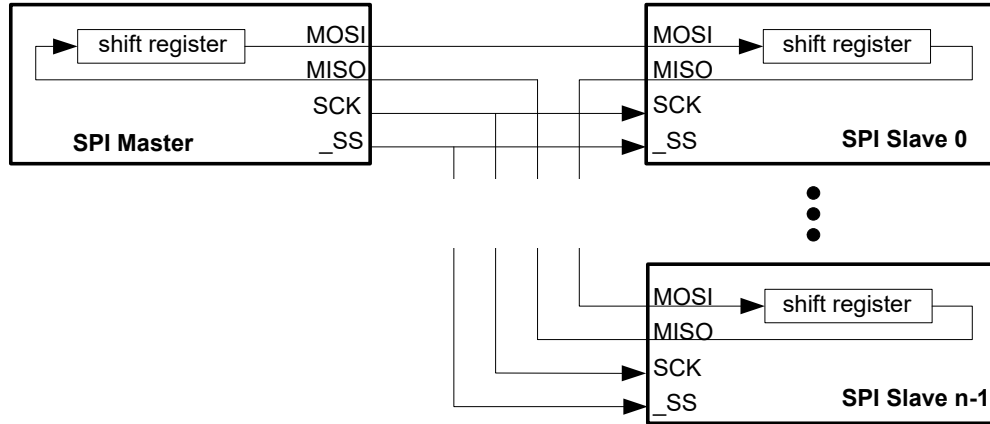 shift register
MOSI
MISO
SCK
_SS
SPI Master
MOSI
shift register
MISO
SCK
_SS
SPI Slave 0
MOSI
shift register
MISO
SCK
_SS
SPI Slave n-1